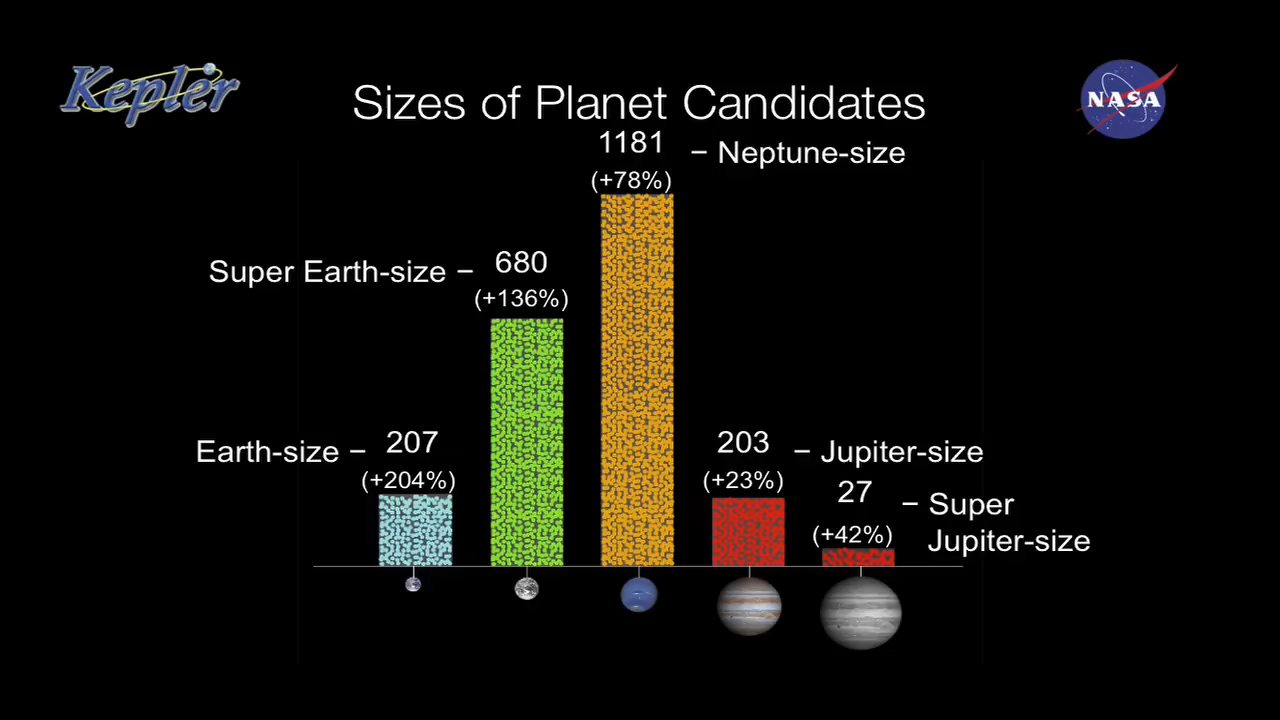 Kepler
Sizes of Planet Candidates
NASA
1181 – Neptune-size
(+78%)
Super Earth-size – 680
(+136%)
Earth-size – 207
(+204%)
203 – Jupiter-size
(+23%)
27 – Super
Jupiter-size
(+42%)